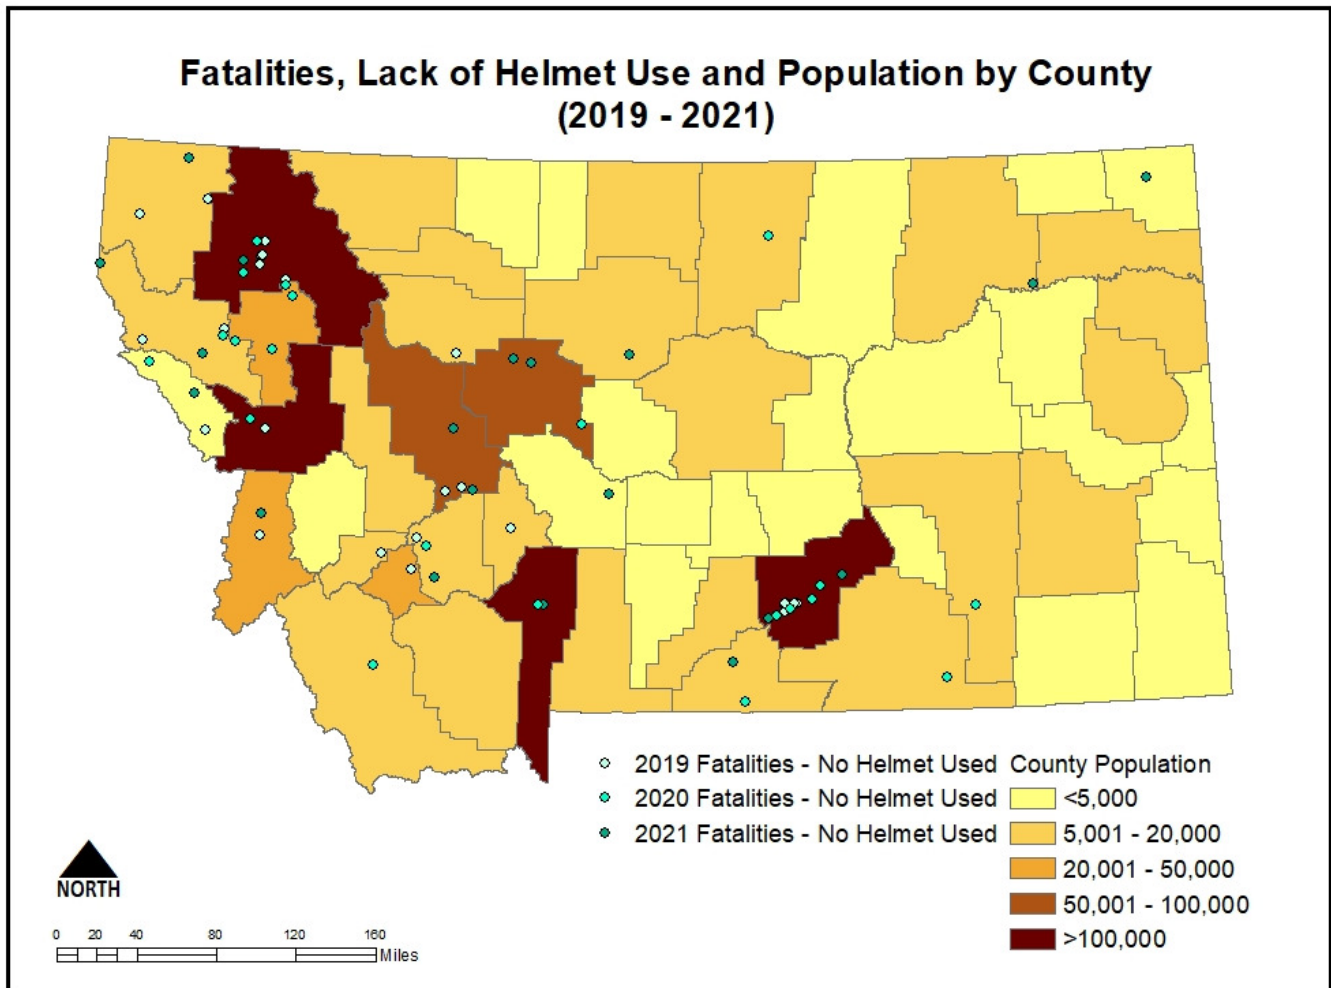 Fatalities, Lack of Helmet Use and Population by County
(2019 - 2021)
2019 Fatalities - No Helmet Used
2020 Fatalities - No Helmet Used
2021 Fatalities - No Helmet Used
County Population
<5,000
5,001 - 20,000
20,001 - 50,000
50,001 - 100,000
>100,000
NORTH
0 20 40 80 120 160
Miles